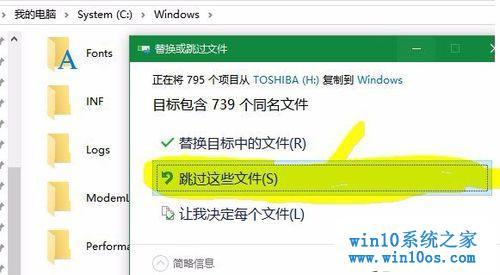 我的电脑 › System (C:) › Windows
Fonts
INF
Logs
ModemL
Performa
替换或跳过文件
正在将 795 个项目从 TOSHIBA (H:) 复制到 Windows
目标包含 739 个同名文件
替换目标中的文件(R)
跳过这些文件(S)
让我决定每个文件(L)
简略信息
win10系统之家
www.win10os.com